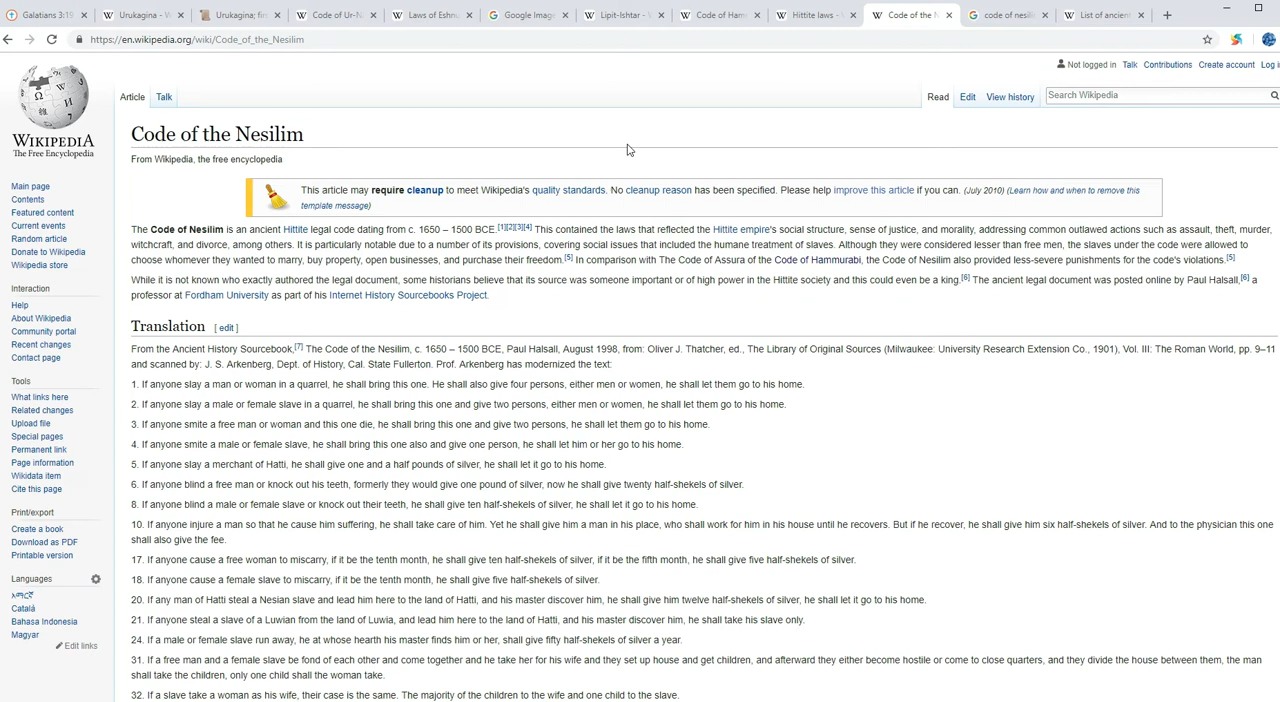 Galatians 3:19
Urukagina - W
Urukagina; firs
Code of Ur-N
Laws of Eshnu
Google Image
Lipit-Ishtar - W
Code of Ham
Hittite laws - W
Code of the N
code of nesili
List of ancient
https://en.wikipedia.org/wiki/Code_of_the_Nesilim
Not logged in Talk Contributions Create account Log i
Article Talk Read Edit View history Search Wikipedia
WIKIPEDIA
The Free Encyclopedia
Main page
Contents
Featured content
Current events
Random article
Donate to Wikipedia
Wikipedia store
Interaction
Help
About Wikipedia
Community portal
Recent changes
Contact page
Tools
What links here
Related changes
Upload file
Special pages
Permanent link
Page information
Wikidata item
Cite this page
Print/export
Create a book
Download as PDF
Printable version
Languages
አማርኛ
Català
Bahasa Indonesia
Magyar
Edit links
Code of the Nesilim
From Wikipedia, the free encyclopedia
This article may require cleanup to meet Wikipedia's quality standards. No cleanup reason has been specified. Please help improve this article if you can. (July 2010) (Learn how and when to remove this
template message)
The Code of Nesilim is an ancient Hittite legal code dating from c. 1650 – 1500 BCE.[1][2][3][4] This contained the laws that reflected the Hittite empire's social structure, sense of justice, and morality, addressing common outlawed actions such as assault, theft, murder,
witchcraft, and divorce, among others. It is particularly notable due to a number of its provisions, covering social issues that included the humane treatment of slaves. Although they were considered lesser than free men, the slaves under the code were allowed to
choose whomever they wanted to marry, buy property, open businesses, and purchase their freedom.[5] In comparison with The Code of Assura of the Code of Hammurabi, the Code of Nesilim also provided less-severe punishments for the code's violations.[5]
While it is not known who exactly authored the legal document, some historians believe that its source was someone important or of high power in the Hittite society and this could even be a king.[6] The ancient legal document was posted online by Paul Halsall,[6] a
professor at Fordham University as part of his Internet History Sourcebooks Project.
Translation [ edit ]
From the Ancient History Sourcebook,[7] The Code of the Nesilim, c. 1650 – 1500 BCE, Paul Halsall, August 1998, from: Oliver J. Thatcher, ed., The Library of Original Sources (Milwaukee: University Research Extension Co., 1901), Vol. III: The Roman World, pp. 9–11
and scanned by: J. S. Arkenberg, Dept. of History, Cal. State Fullerton. Prof. Arkenberg has modernized the text:
1. If anyone slay a man or woman in a quarrel, he shall bring this one. He shall also give four persons, either men or women, he shall let them go to his home.
2. If anyone slay a male or female slave in a quarrel, he shall bring this one and give two persons, either men or women, he shall let them go to his home.
3. If anyone smite a free man or woman and this one die, he shall bring this one and give two persons, he shall let them go to his home.
4. If anyone smite a male or female slave, he shall bring this one also and give one person, he shall let him or her go to his home.
5. If anyone slay a merchant of Hatti, he shall give one and a half pounds of silver, he shall let it go to his home.
6. If anyone blind a free man or knock out his teeth, formerly they would give one pound of silver, now he shall give twenty half-shekels of silver.
8. If anyone blind a male or female slave or knock out their teeth, he shall give ten half-shekels of silver, he shall let it go to his home.
10. If anyone injure a man so that he cause him suffering, he shall take care of him. Yet he shall give him a man in his place, who shall work for him in his house until he recovers. But if he recover, he shall give him six half-shekels of silver. And to the physician this one
shall also give the fee.
17. If anyone cause a free woman to miscarry, if it be the tenth month, he shall give ten half-shekels of silver, if it be the fifth month, he shall give five half-shekels of silver.
18. If anyone cause a female slave to miscarry, if it be the tenth month, he shall give five half-shekels of silver.
20. If any man of Hatti steal a Nesian slave and lead him here to the land of Hatti, and his master discover him, he shall give him twelve half-shekels of silver, he shall let it go to his home.
21. If anyone steal a slave of a Luwian from the land of Luwia, and lead him here to the land of Hatti, and his master discover him, he shall take his slave only.
24. If a male or female slave run away, he at whose hearth his master finds him or her, shall give fifty half-shekels of silver a year.
31. If a free man and a female slave be fond of each other and come together and he take her for his wife and they set up house and get children, and afterward they either become hostile or come to close quarters, and they divide the house between them, the man
shall take the children, only one child shall the woman take.
32. If a slave take a woman as his wife, their case is the same. The majority of the children to the wife and one child to the slave.